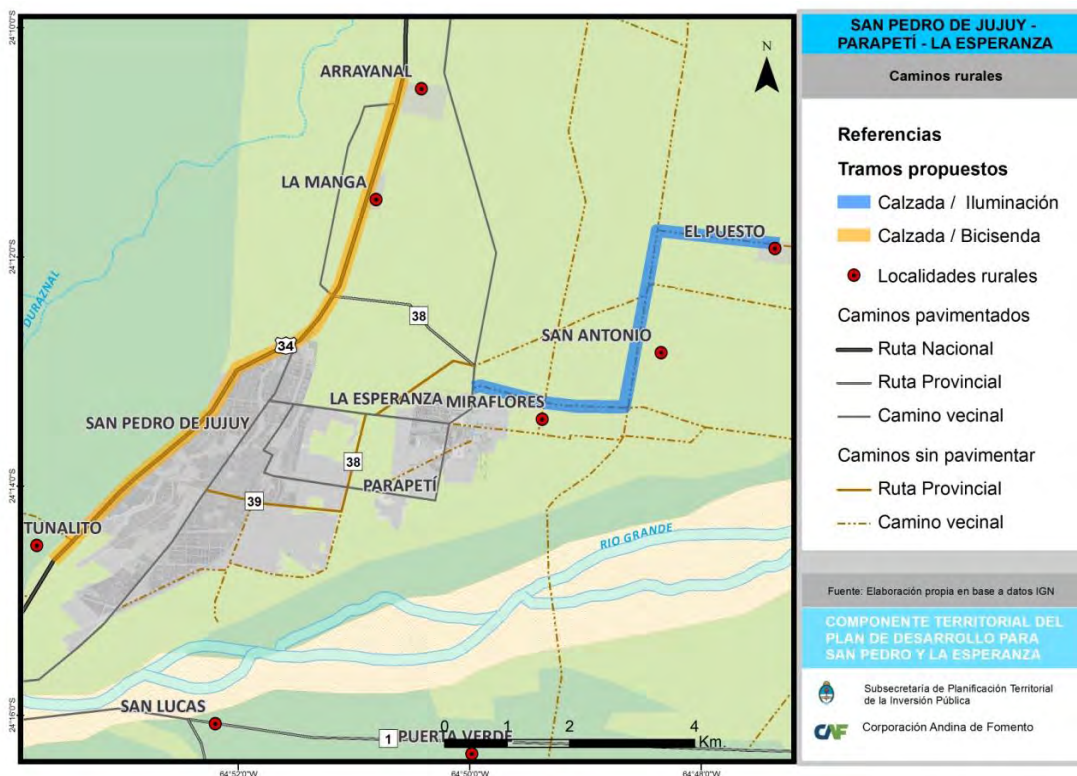 24°10'0"S
24°12'0"S
24°14'0"S
24°16'0"S
64°52'0"W
64°50'0"W
64°48'0"W
ARRAYANAL
LA MANGA
DURAZNAL
EL PUESTO
38
SAN ANTONIO
34
LA ESPERANZA
MIRAFLORES
SAN PEDRO DE JUJUY
38
PARAPETÍ
39
TUNALITO
RIO GRANDE
SAN LUCAS
1
PUERTA VERDE
0 1 2 4
Km.
N
SAN PEDRO DE JUJUY -
PARAPETÍ - LA ESPERANZA
Caminos rurales
Referencias
Tramos propuestos
Calzada / Iluminación
Calzada / Bicisenda
Localidades rurales
Caminos pavimentados
Ruta Nacional
Ruta Provincial
Camino vecinal
Caminos sin pavimentar
Ruta Provincial
Camino vecinal
Fuente: Elaboración propia en base a datos IGN
COMPONENTE TERRITORIAL DEL
PLAN DE DESARROLLO PARA
SAN PEDRO Y LA ESPERANZA
Subsecretaría de Planificación Territorial
de la Inversión Pública
CAF
Corporación Andina de Fomento